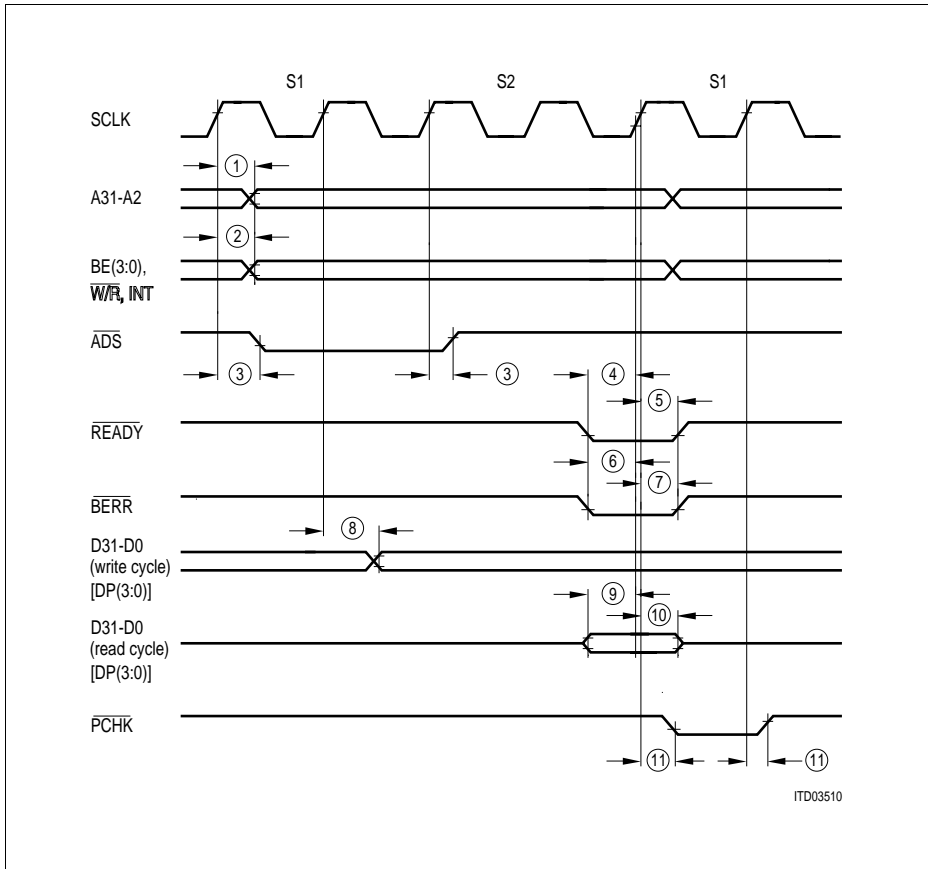 S1 S2 S1
SCLK
①
A31-A2
②
BE(3:0),
W/R, INT
ADS
③ ③ ④
⑤
READY
⑥
⑦
BERR
⑧
D31-D0
(write cycle)
[DP(3:0)]
⑨
⑩
D31-D0
(read cycle)
[DP(3:0)]
PCHK
⑪ ⑪
ITD03510